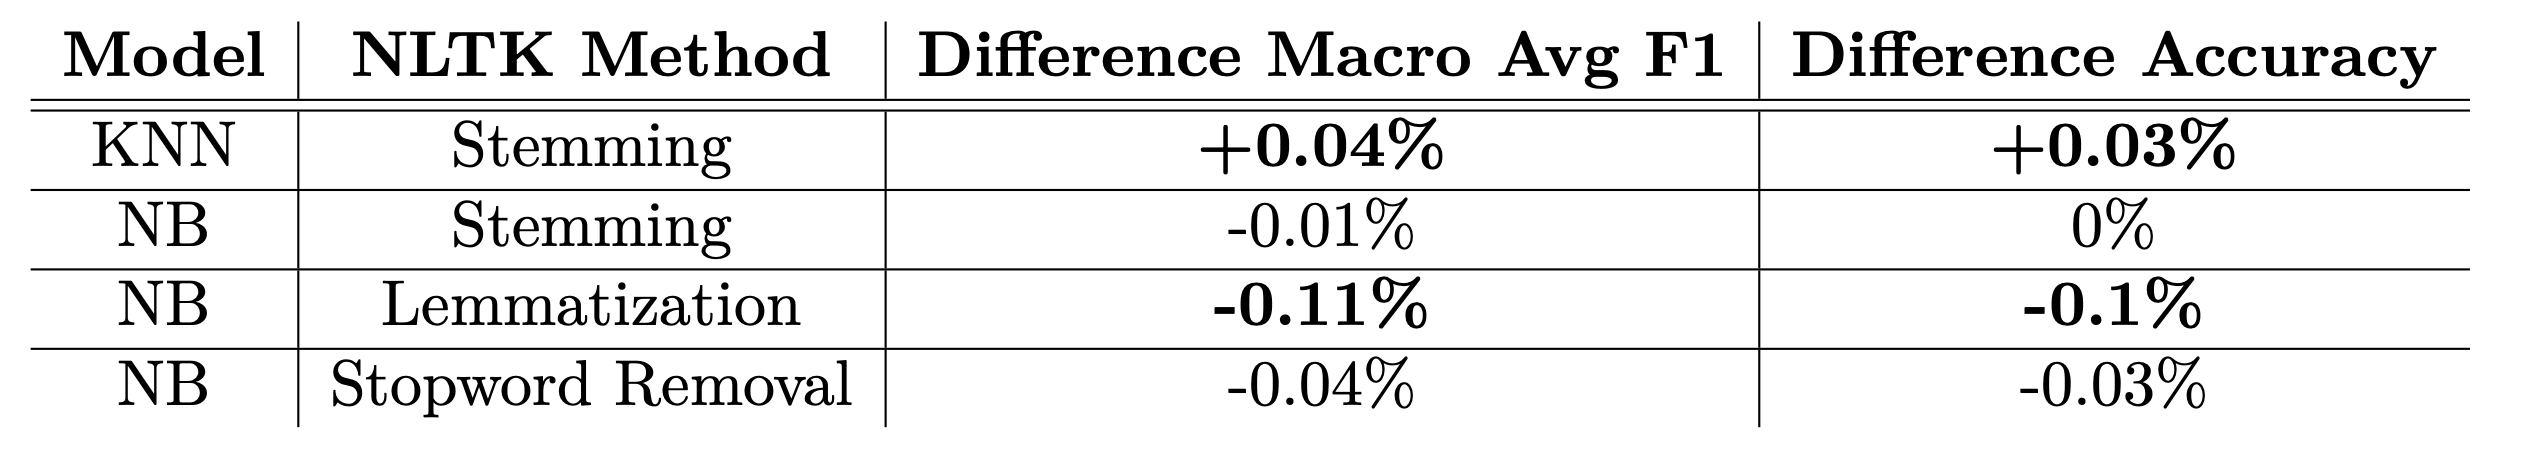 Model NLTK Method Difference Macro Avg F1 Difference Accuracy
KNN Stemming +0.04% +0.03%
NB Stemming -0.01% 0%
NB Lemmatization -0.11% -0.1%
NB Stopword Removal -0.04% -0.03%